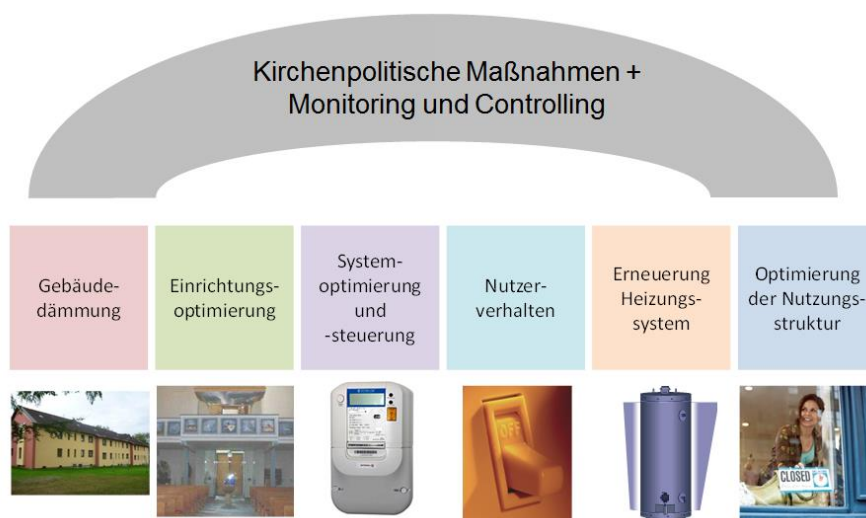 Kirchenpolitische Maßnahmen +
Monitoring und Controlling
Gebäude-
dämmung
Einrichtungs-
optimierung
System-
optimierung
und
-steuerung
Nutzer-
verhalten
Erneuerung
Heizungs-
system
Optimierung
der Nutzungs-
struktur
OFF
CLOSED